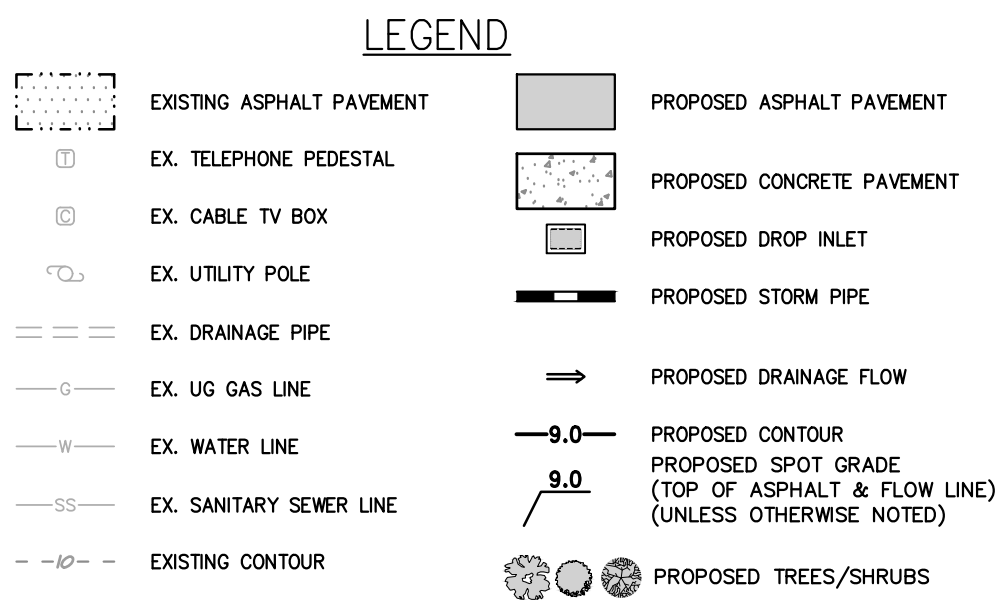 LEGEND
EXISTING ASPHALT PAVEMENT
T
EX. TELEPHONE PEDESTAL
C
EX. CABLE TV BOX
EX. UTILITY POLE
EX. DRAINAGE PIPE
G
EX. UG GAS LINE
W
EX. WATER LINE
SS
EX. SANITARY SEWER LINE
10
EXISTING CONTOUR
PROPOSED ASPHALT PAVEMENT
PROPOSED CONCRETE PAVEMENT
PROPOSED DROP INLET
PROPOSED STORM PIPE
PROPOSED DRAINAGE FLOW
9.0
PROPOSED CONTOUR
9.0
PROPOSED SPOT GRADE
(TOP OF ASPHALT & FLOW LINE)
(UNLESS OTHERWISE NOTED)
PROPOSED TREES/SHRUBS